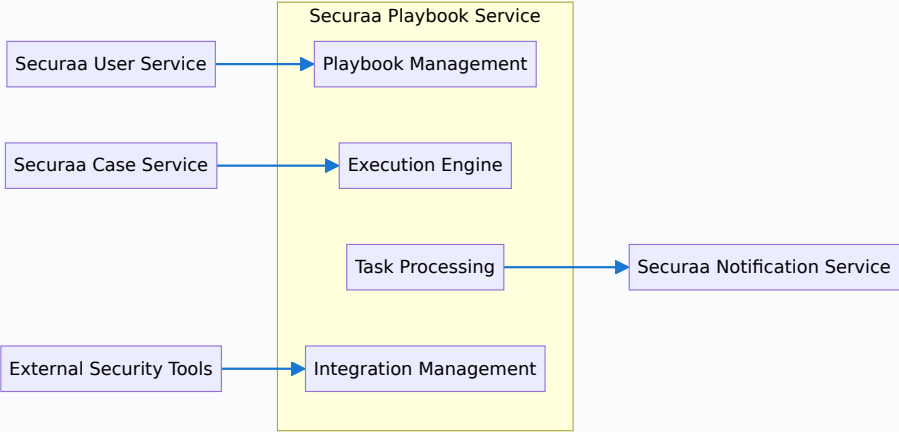 Securaa Playbook Service
Securaa User Service
Playbook Management
Securaa Case Service
Execution Engine
Task Processing
Securaa Notification Service
External Security Tools
Integration Management